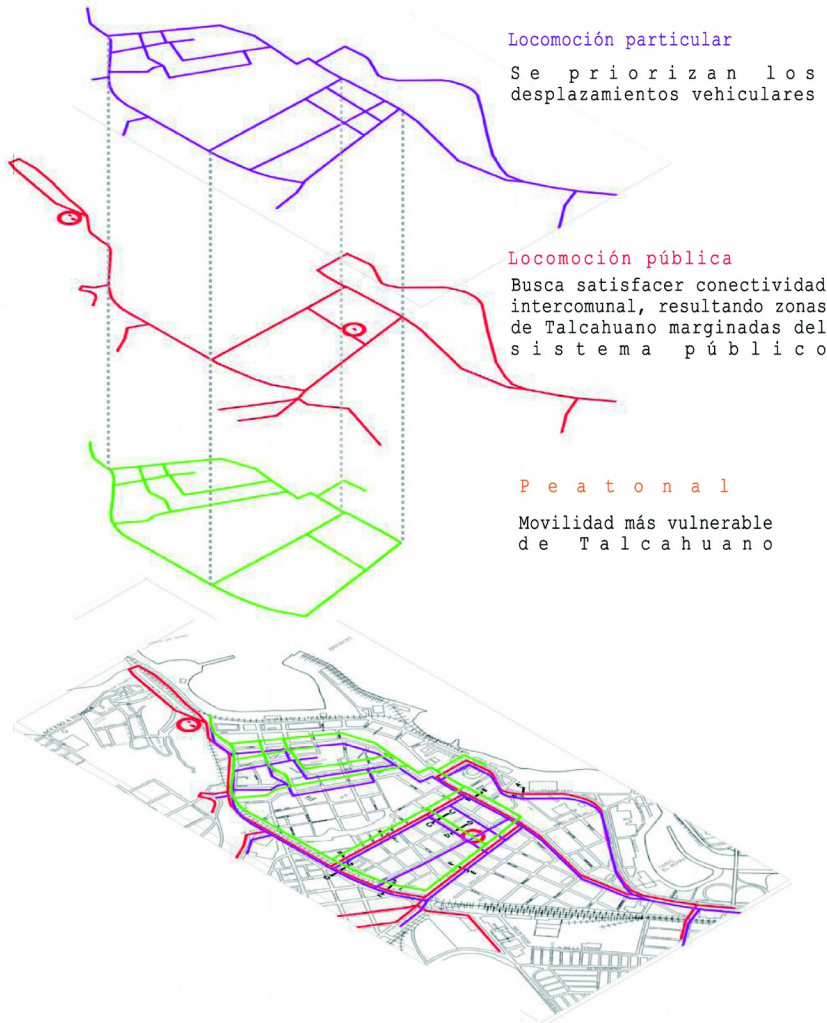 Locomoción particular
Se priorizan los
desplazamientos vehiculares
Locomoción pública
Busca satisfacer conectividad
intercomunal, resultando zonas
de Talcahuano marginadas del
sistema público
Peatonal
Movilidad más vulnerable
de Talcahuano